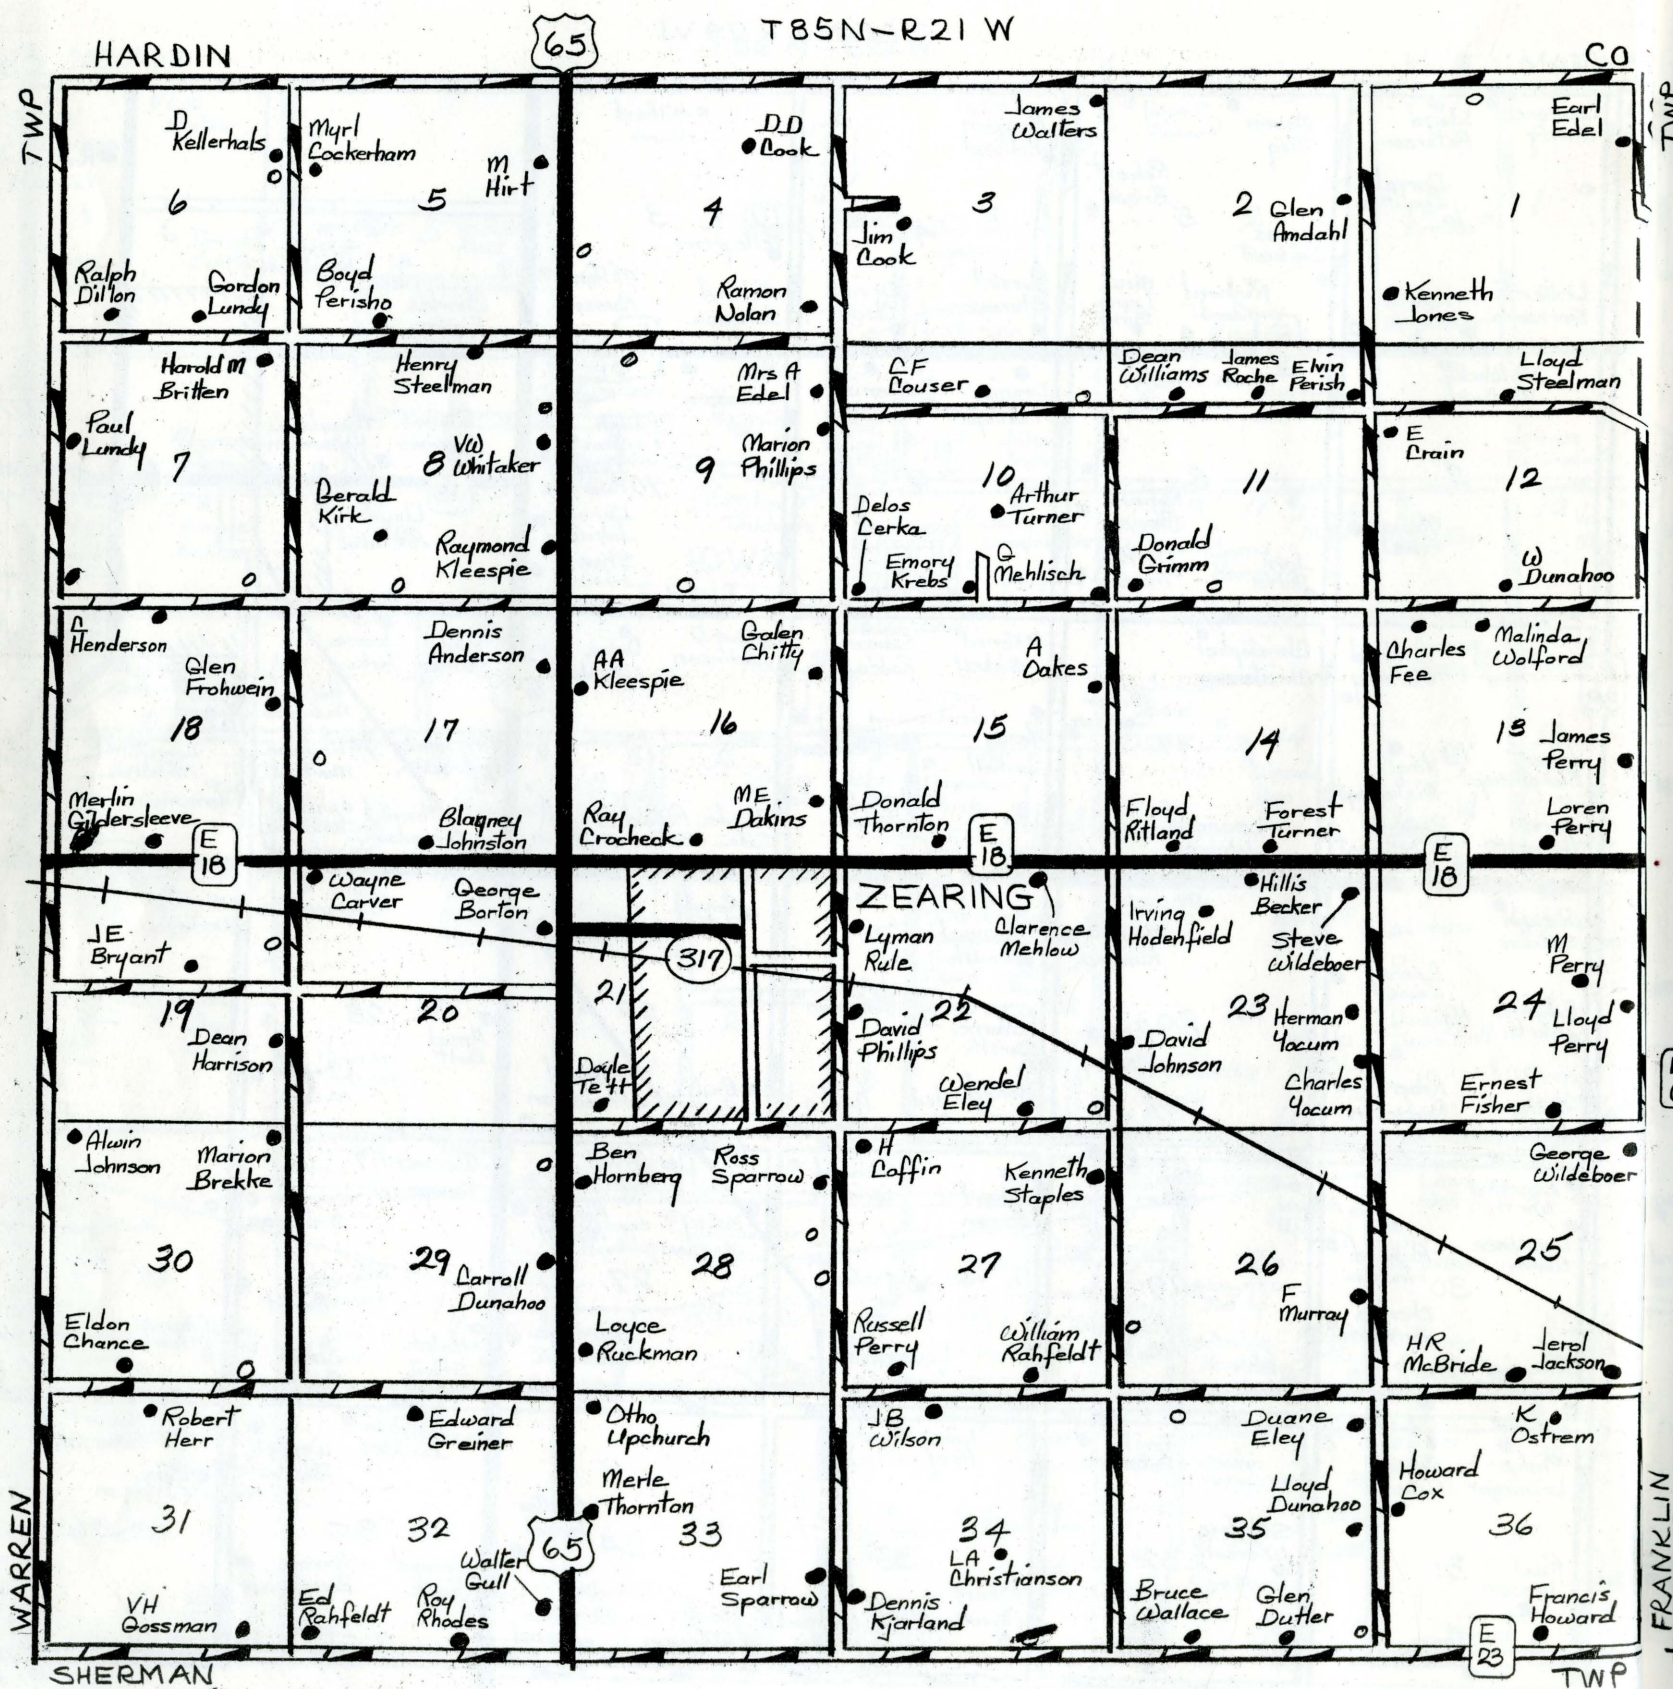 T85N-R21 W
65
HARDIN
CO
TWP
TWP
D
Kellerhals
6
Ralph
Dillon
Gordon
Lundy
Myrl
Cockerham
M
Hirt
5
Boyd
Perisho
DD
Cook
4
Ramon
Nolan
James
Walters
3
Jim
Cook
2
Glen
Amdahl
Earl
Edel
1
Kenneth
Jones
Harold M
Britten
Paul
Lundy
7
Henry
Steelman
8
VW
Whitaker
Gerald
Kirk
Raymond
Kleespie
Mrs A
Edel
Marion
Phillips
9
CF
Couser
10
Arthur
Turner
Delos
Cerka
Emory
Krebs
G
Mehlisch
Dean
Williams
James
Roche
Elvin
Perish
11
Donald
Grimm
Lloyd
Steelman
E
Crain
12
W
Dunahoo
C
Henderson
Glen
Frohwein
18
Merlin
Gildersleeve
E
18
Dennis
Anderson
17
Blayney
Johnston
AA
Kleespie
Galen
Chitty
16
Ray
Crocheck
ME
Dakins
A
Oakes
15
Donald
Thornton
E
18
14
Floyd
Ritland
Forest
Turner
Charles
Fee
Malinda
Wolford
13
James
Perry
Loren
Perry
E
18
JE
Bryant
19
Dean
Harrison
Wayne
Carver
George
Borton
20
317
21
Doyle
Tett
ZEARING
Lyman
Rule
Clarence
Mehlow
22
David
Phillips
Wendel
Eley
Irving
Hodenfield
Hillis
Becker
Steve
Wildeboer
23
Herman
Yocum
David
Johnson
Charles
Yocum
M
Perry
24
Lloyd
Perry
Ernest
Fisher
Alwin
Johnson
Marion
Brekke
30
Eldon
Chance
29
Carroll
Dunahoo
Ben
Hornberg
Ross
Sparrow
28
Loyce
Ruckman
H
Coffin
Kenneth
Staples
27
Russell
Perry
William
Rahfeldt
26
F
Murray
George
Wildeboer
25
HR
McBride
Jerol
Jackson
Robert
Herr
31
VH
Gossman
Edward
Greiner
32
Walter
Gull
Ed
Rahfeldt
Roy
Rhodes
Otho
Upchurch
Merle
Thornton
65
33
Earl
Sparrow
JB
Wilson
34
LA
Christianson
Dennis
Kjarland
Duane
Eley
Lloyd
Dunahoo
35
Bruce
Wallace
Glen
Dutler
K
Ostrem
Howard
Cox
36
Francis
Howard
E
23
WARREN
FRANKLIN
SHERMAN
TWP